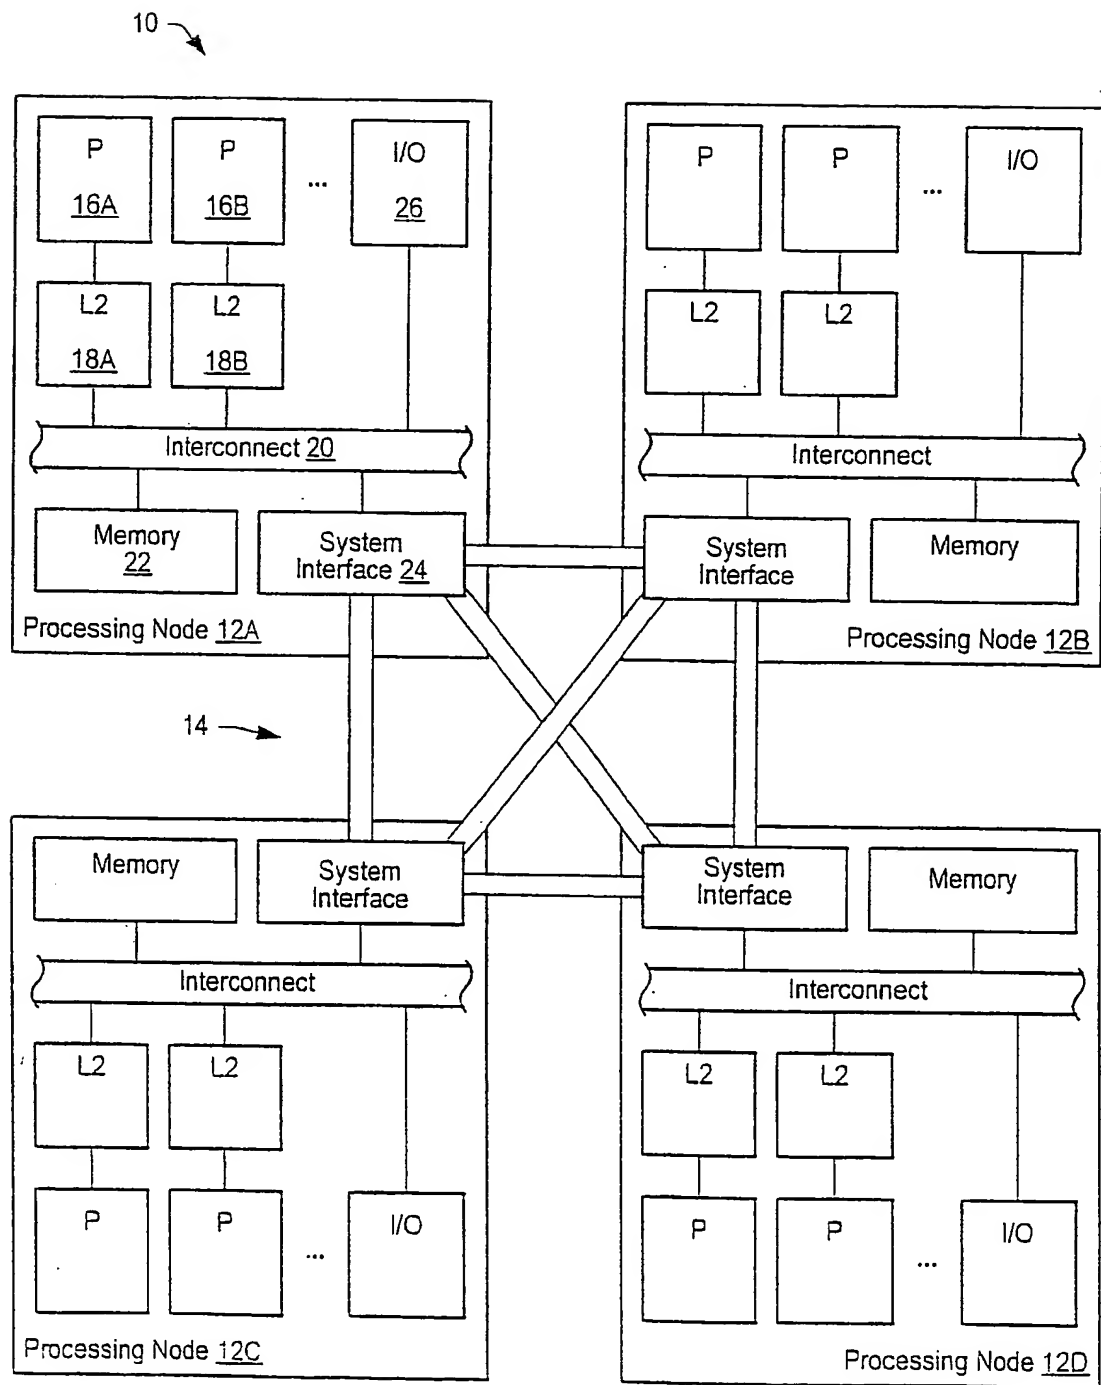 10
P
16A
P
16B
...
I/O
26
L2
18A
L2
18B
Interconnect 20
Memory
22
System
Interface 24
Processing Node 12A
P
P
...
I/O
L2
L2
Interconnect
System
Interface
Memory
Processing Node 12B
14
Memory
System
Interface
Interconnect
L2
L2
P
P
...
I/O
Processing Node 12C
System
Interface
Memory
Interconnect
L2
L2
P
P
...
I/O
Processing Node 12D